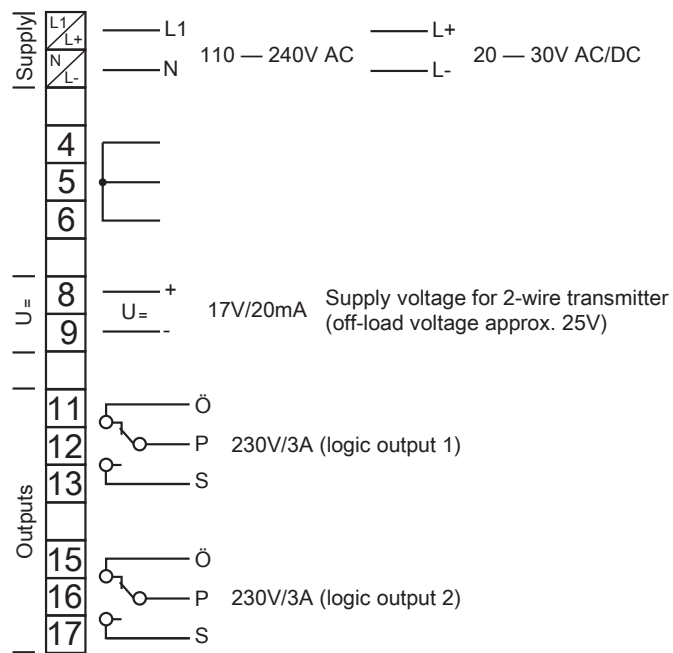 Supply
L1/L+ L1 L+
110 — 240V AC 20 — 30V AC/DC
N/L- N L-
4
5
6
U=
8 +
U= 17V/20mA Supply voltage for 2-wire transmitter
(off-load voltage approx. 25V)
9 -
Outputs
11 Ö
12 P 230V/3A (logic output 1)
13 S
15 Ö
16 P 230V/3A (logic output 2)
17 S